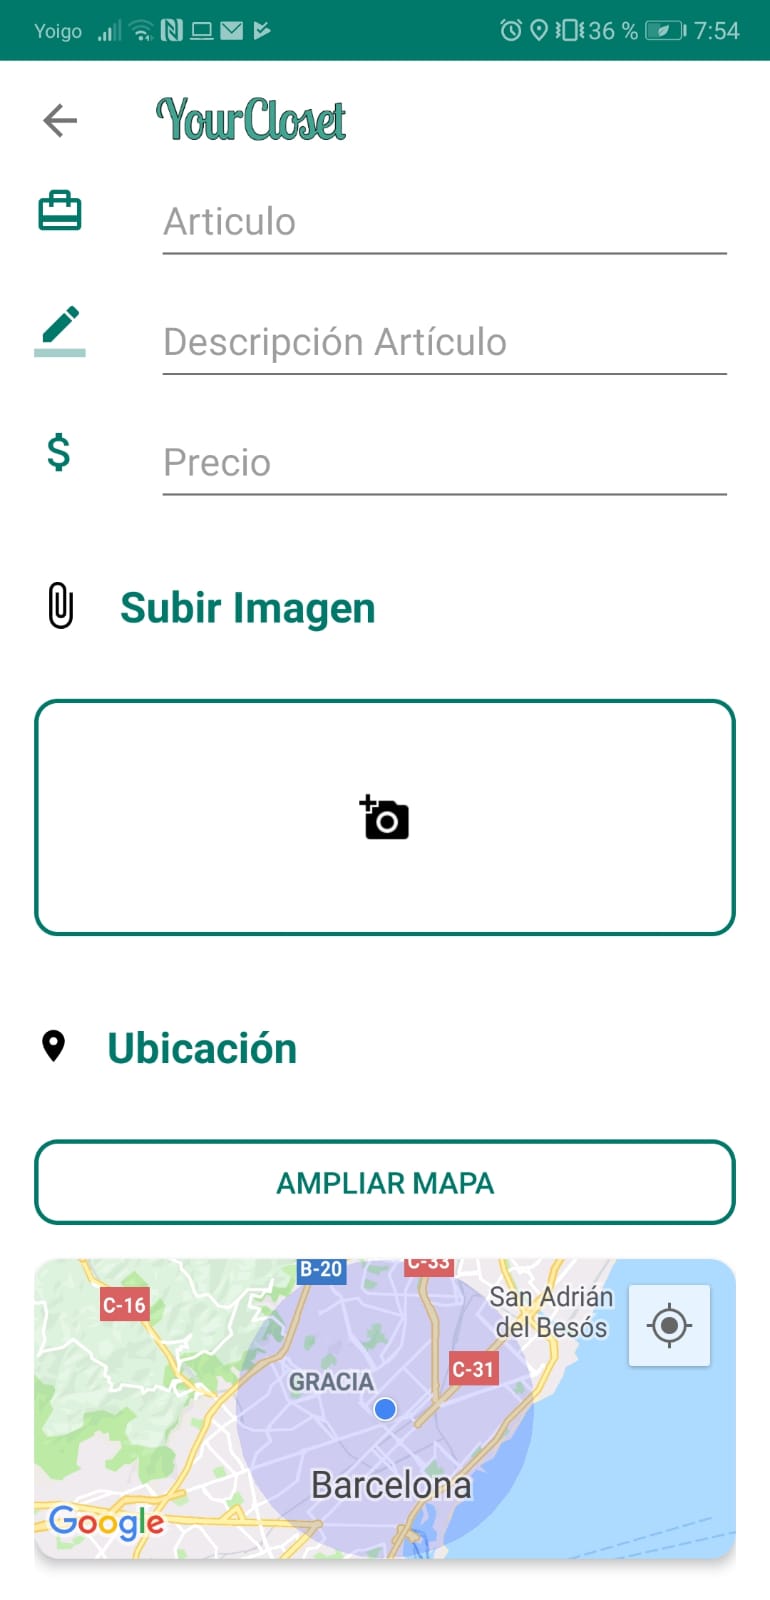 Yoigo 36 % 7:54
YourCloset
Articulo
Descripción Artículo
$
Precio
Subir Imagen
Ubicación
AMPLIAR MAPA
B-20
C-33
C-16
San Adrián
del Besós
C-31
GRACIA
Barcelona
Google